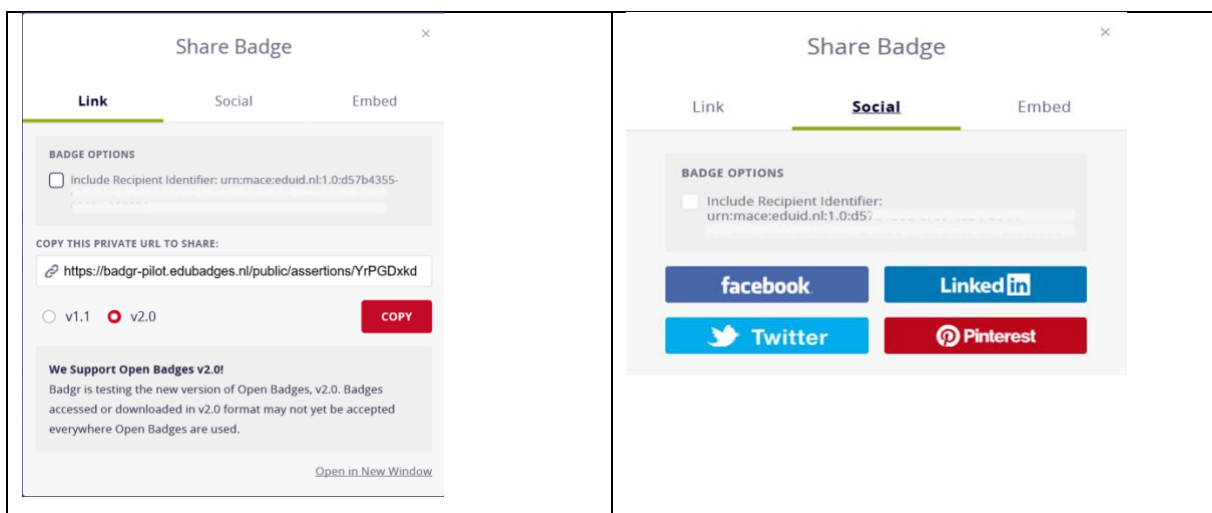 Share Badge
×
Link Social Embed
BADGE OPTIONS
Include Recipient Identifier: urn:mace:eduid.nl:1.0:d57b4355-
COPY THIS PRIVATE URL TO SHARE:
https://badgr-pilot.edubadges.nl/public/assertions/YrPGDxkd
v1.1 v2.0 COPY
We Support Open Badges v2.0!
Badgr is testing the new version of Open Badges, v2.0. Badges
accessed or downloaded in v2.0 format may not yet be accepted
everywhere Open Badges are used.
Open in New Window
Share Badge
×
Link Social Embed
BADGE OPTIONS
Include Recipient Identifier:
urn:mace:eduid.nl:1.0:d57
facebook. Linked in
Twitter Pinterest